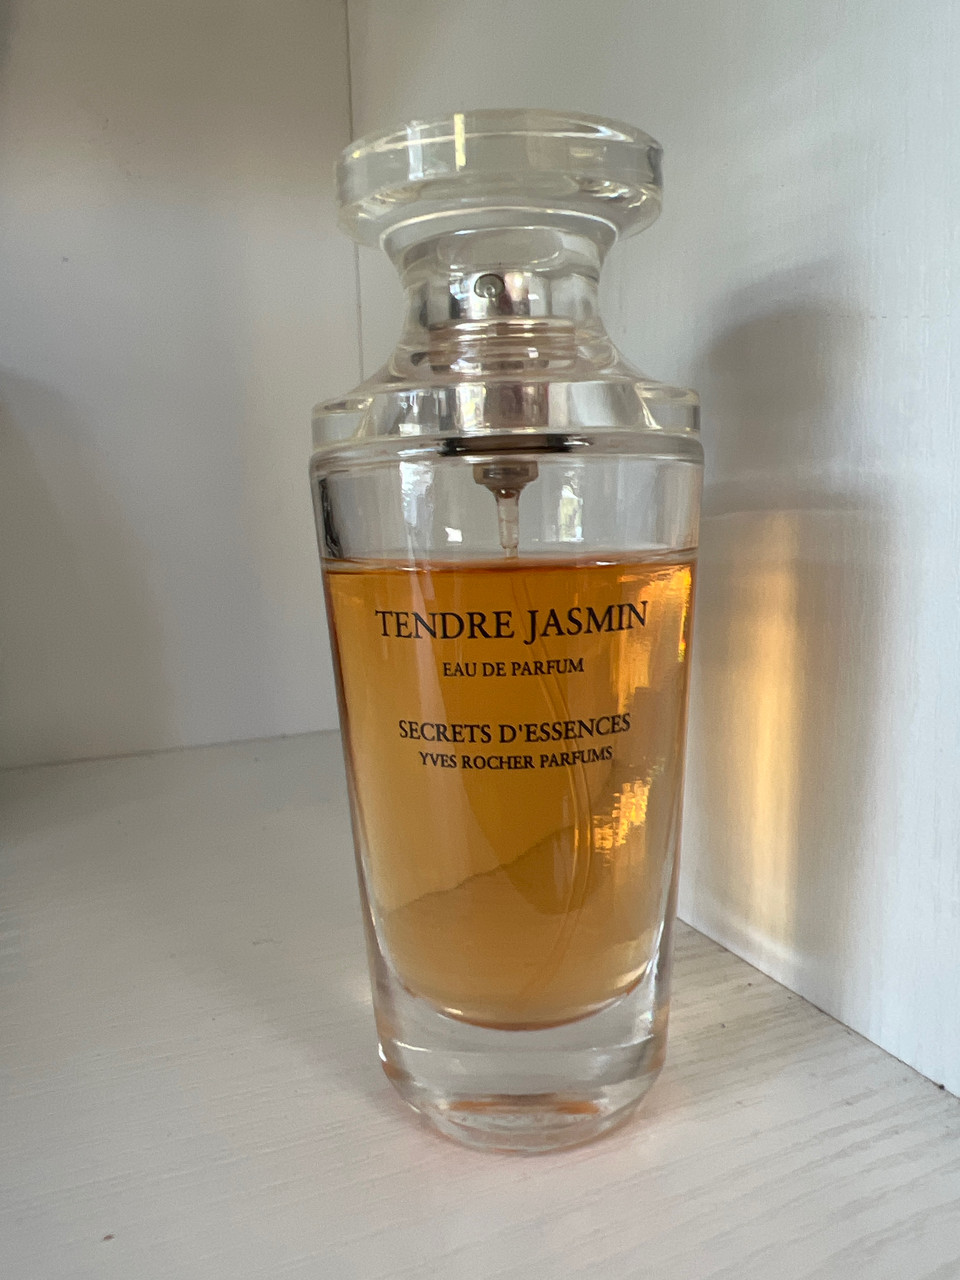 TENDRE JASMIN
EAU DE PARFUM
SECRETS D'ESSENCES
YVES ROCHER PARFUMS